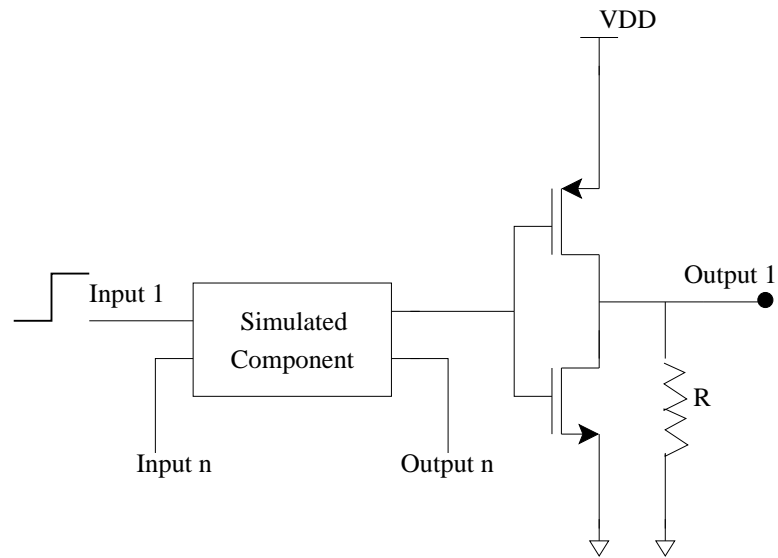 VDD
Output 1
Input 1
Simulated
Component
R
Input n
Output n